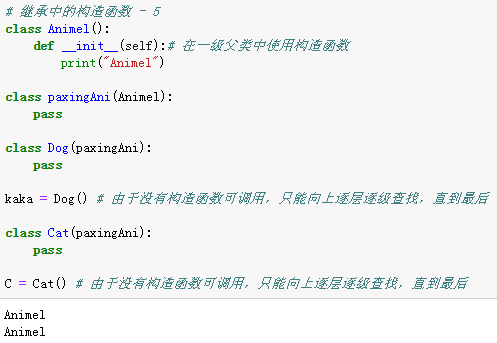 # 继承中的构造函数 - 5
class Animel():
    def __init__(self):# 在一级父类中使用构造函数
        print("Animel")
class paxingAni(Animel):
    pass
class Dog(paxingAni):
    pass
kaka = Dog() # 由于没有构造函数可调用，只能向上逐层逐级查找，直到最后
class Cat(paxingAni):
    pass
C = Cat() # 由于没有构造函数可调用，只能向上逐层逐级查找，直到最后
Animel
Animel